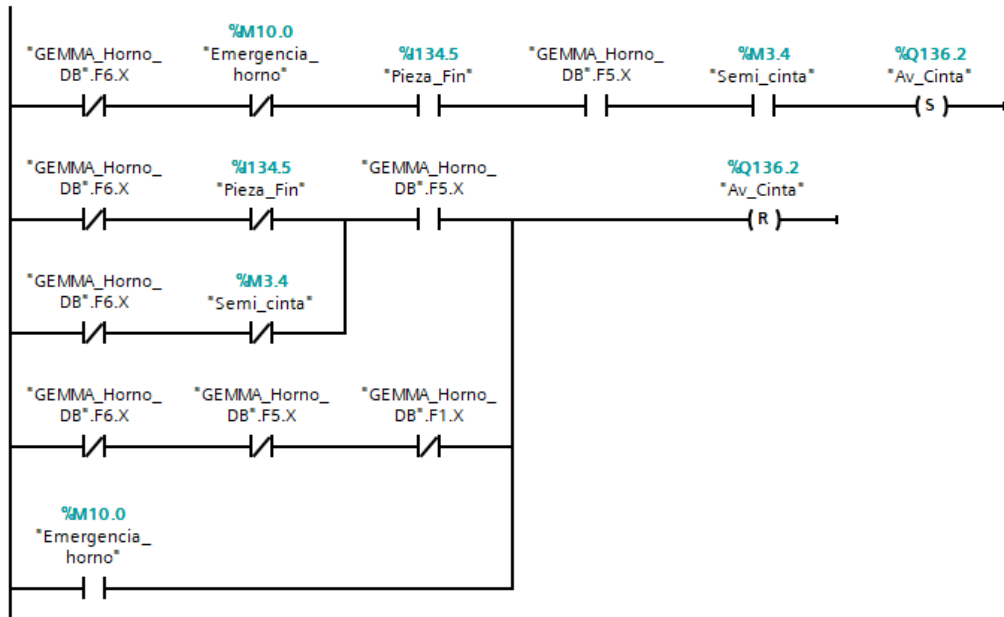 %M10.0 %Q136.2
"GEMMA_Horno_ "Emergencia_ %I134.5 "GEMMA_Horno_ %M3.4 "Av_Cinta"
DB".F6.X horno" "Pieza_Fin" DB".F5.X "Semi_cinta" S
"GEMMA_Horno_ %I134.5 "GEMMA_Horno_ %Q136.2
DB".F6.X "Pieza_Fin" DB".F5.X "Av_Cinta"
R
"GEMMA_Horno_ %M3.4
DB".F6.X "Semi_cinta"
"GEMMA_Horno_ "GEMMA_Horno_ "GEMMA_Horno_
DB".F6.X DB".F5.X DB".F1.X
%M10.0
"Emergencia_
horno"